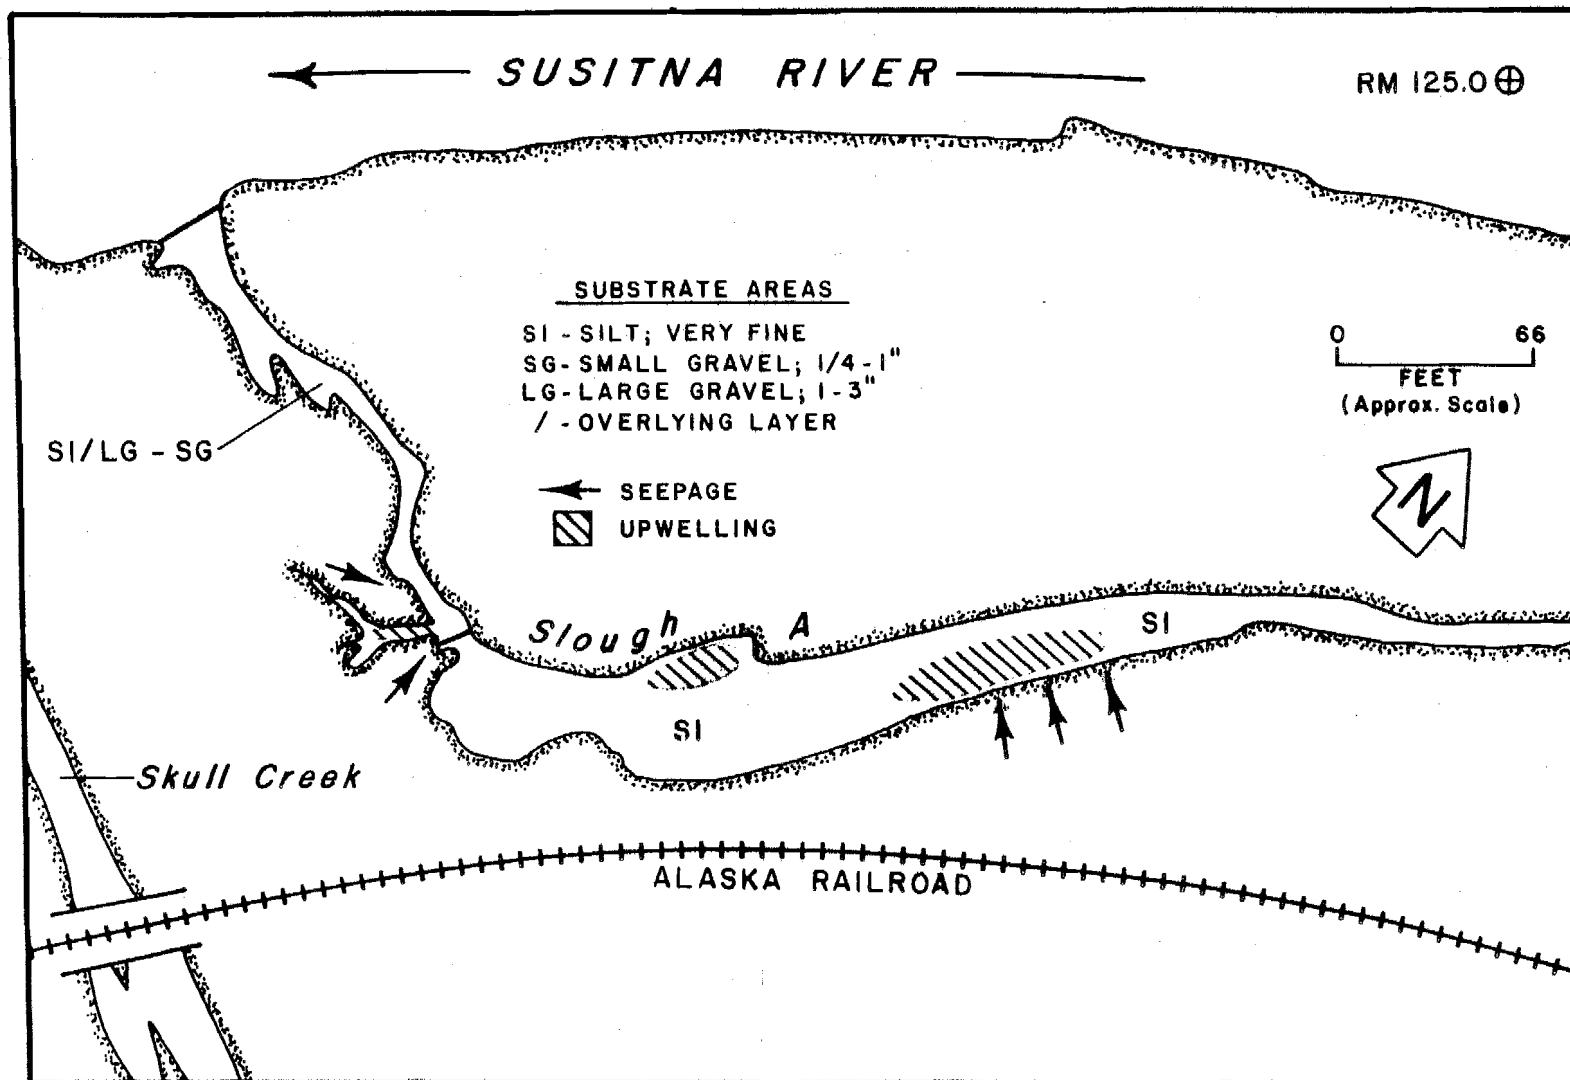 SUSITNA RIVER
RM 125.0
SUBSTRATE AREAS
SI - SILT; VERY FINE
SG- SMALL GRAVEL; 1/4-1"
LG- LARGE GRAVEL; 1-3"
/ - OVERLYING LAYER
0 66
FEET
(Approx. Scale)
SI/LG - SG
SEEPAGE
UPWELLING
N
Slough A
SI
SI
Skull Creek
ALASKA RAILROAD